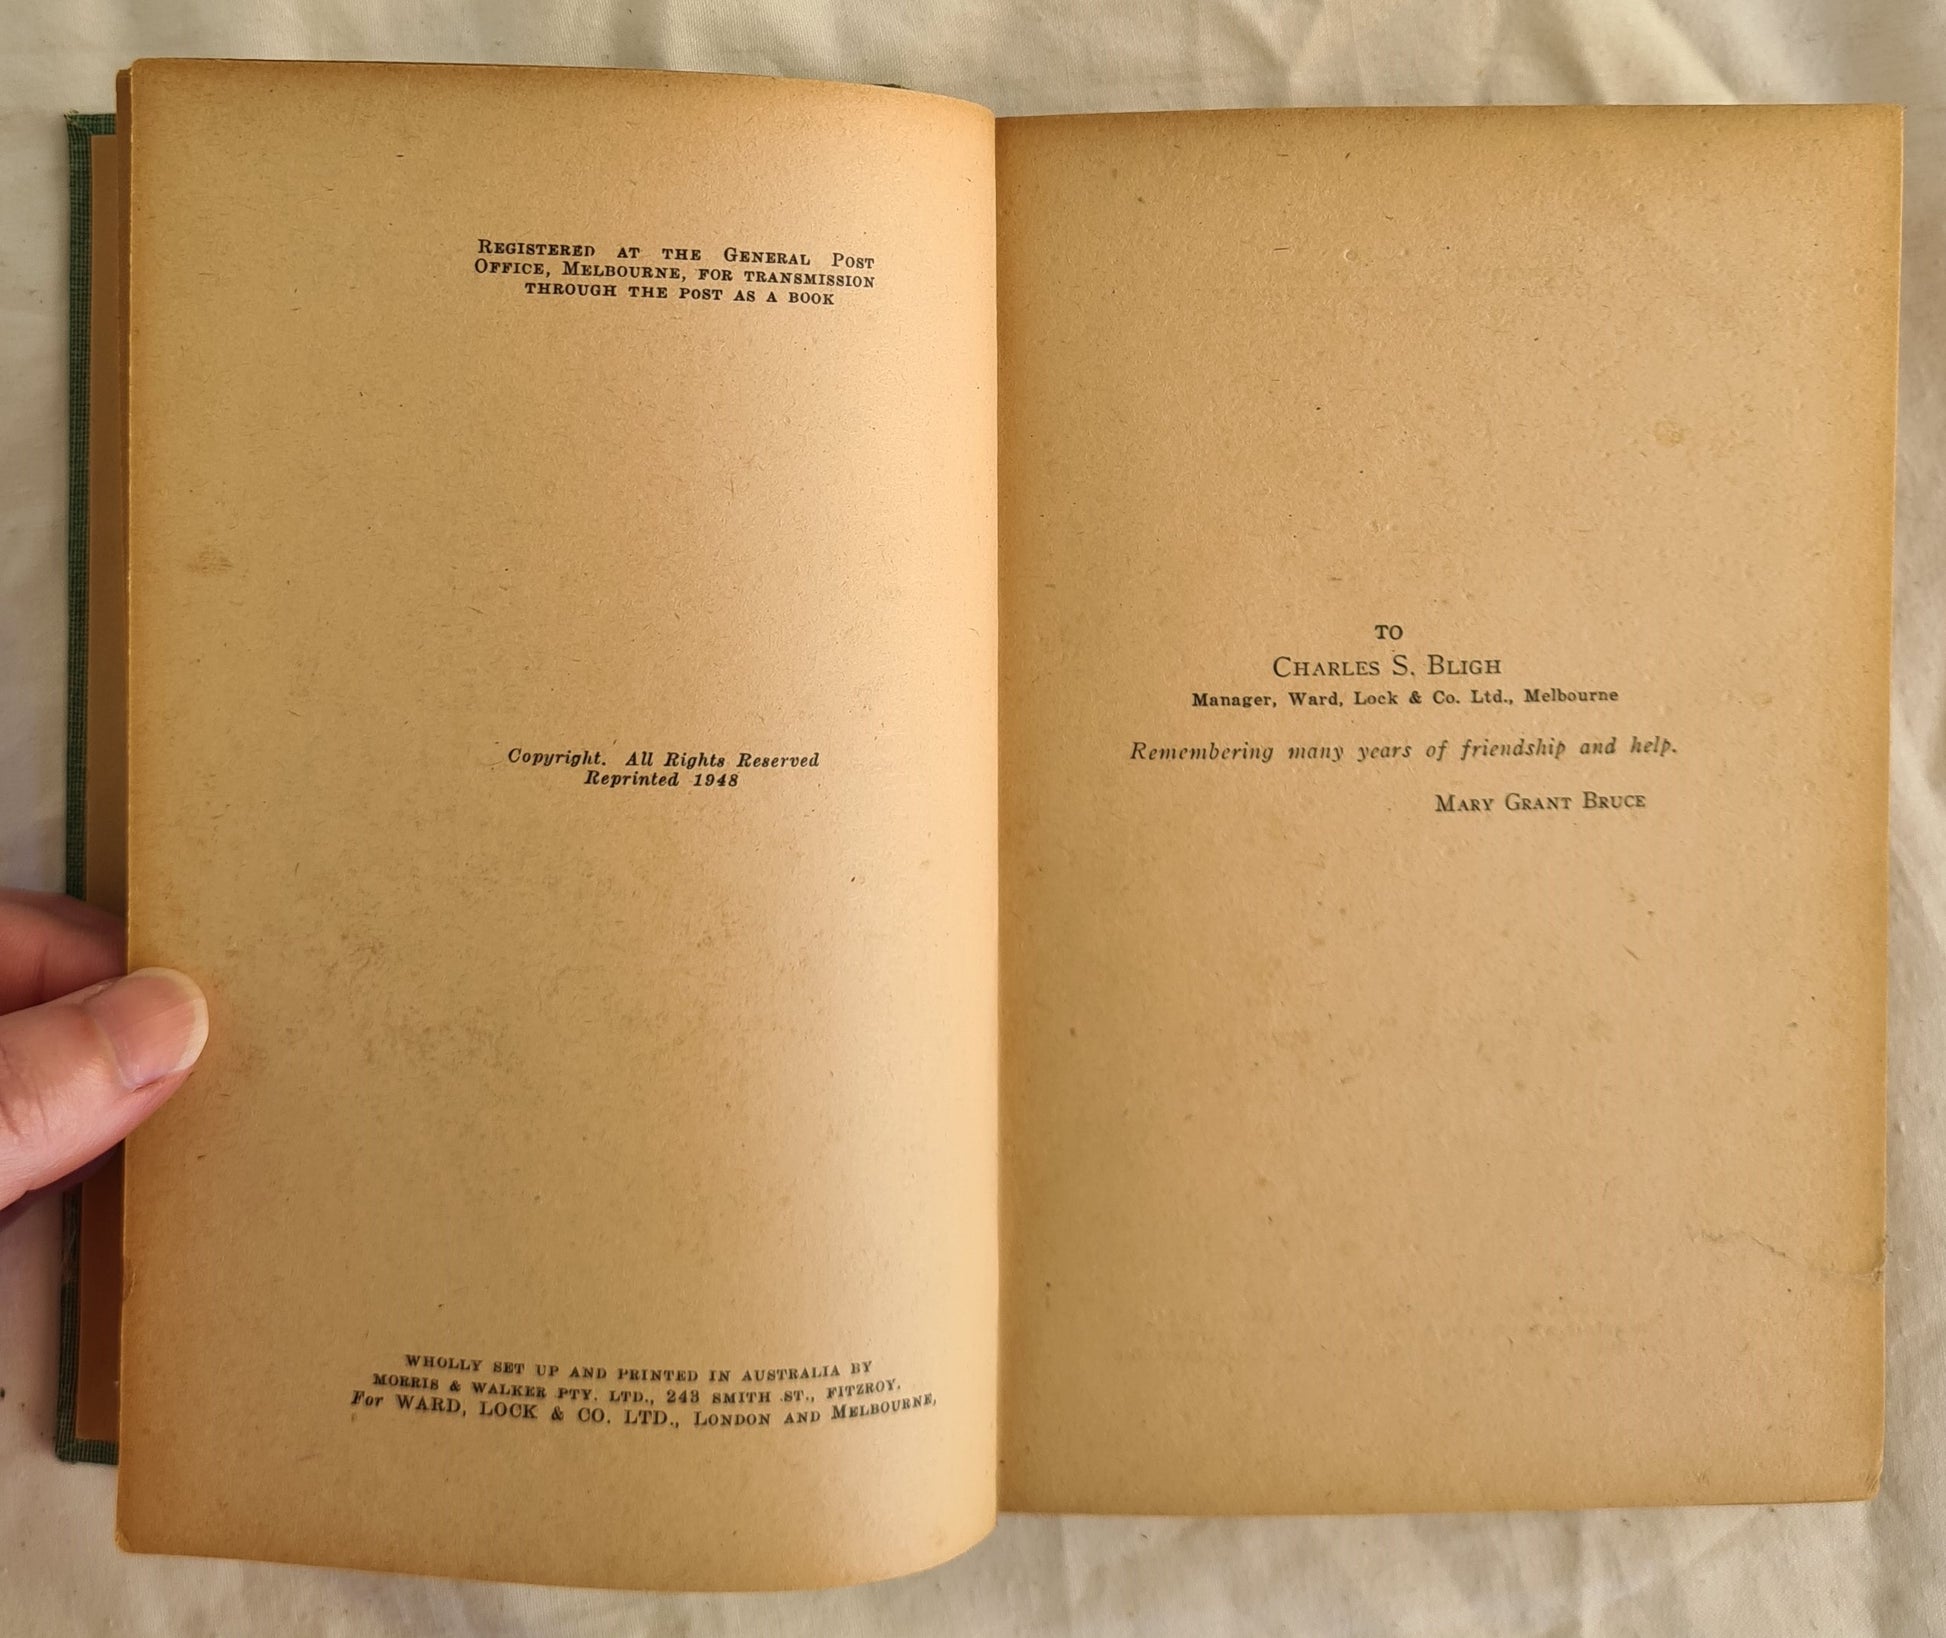 Registered at the General Post
Office, Melbourne, for transmission
through the post as a book
Copyright. All Rights Reserved
Reprinted 1948
WHOLLY SET UP AND PRINTED IN AUSTRALIA BY
MORRIS & WALKER PTY. LTD., 243 SMITH ST., FITZROY.
For WARD, LOCK & CO. LTD., London and Melbourne,
TO
Charles S. Bligh
Manager, Ward, Lock & Co. Ltd., Melbourne
Remembering many years of friendship and help.
Mary Grant Bruce